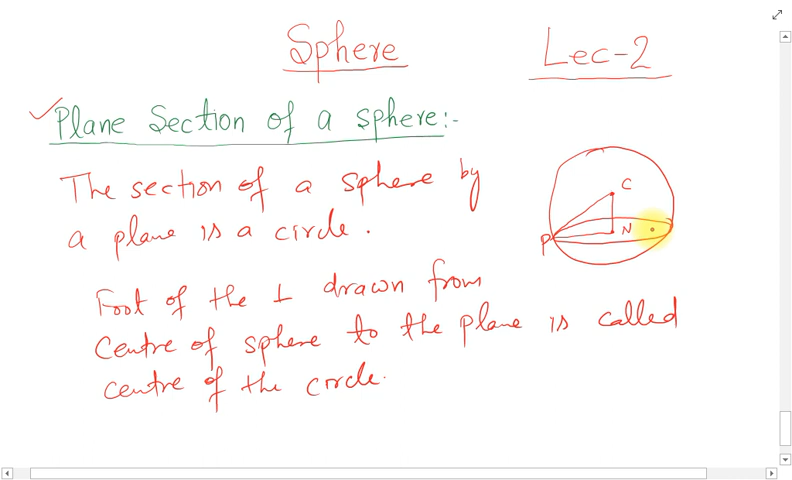 Sphere
Lec-2
Plane Section of a sphere:-
The section of a sphere by
a plane is a circle.
C
N
P
Foot of the ⊥ drawn from
centre of sphere to the plane is called
centre of the circle.